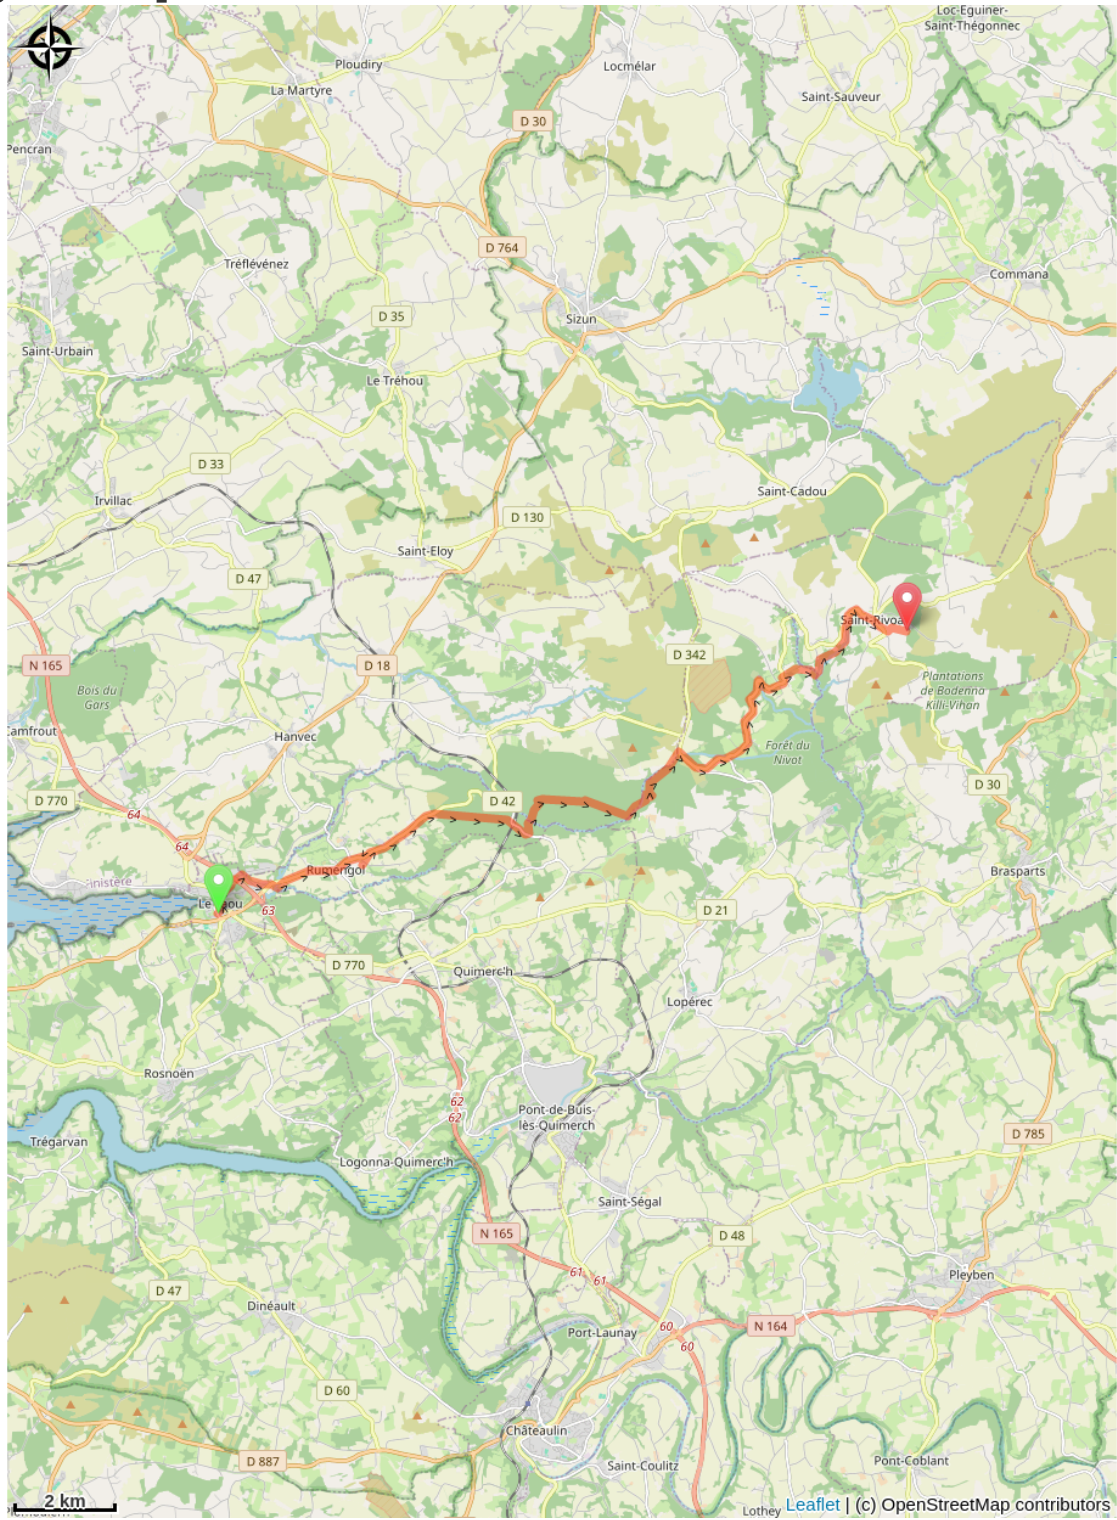 Loc-Eguiner-
Saint-Thégonnec
Ploudiry
Locmélar
La Martyre
Saint-Sauveur
D 30
Pencran
D 764
Tréflévénez
Commana
D 35
Sizun
Saint-Urbain
Le Tréhou
D 33
Saint-Cadou
Irvillac
D 130
Saint-Eloy
D 47
Saint-Rivoa
D 342
N 165
D 18
Plantations
de Bodenna
Killi-Vihan
Bois du
Gars
Hanvec
Forêt du
Nivot
D 30
D 770
D 42
64
64
Rumengol
Brasparts
inistère
Le
ou
63
D 21
D 770
Quimerc'h
Lopérec
Rosnoën
62
62
Pont-de-Buis-
lès-Quimerch
Trégarvan
D 785
Logonna-Quimerc'h
Saint-Ségal
N 165
D 48
61
61
Pleyben
D 47
Dinéault
60
N 164
Port-Launay
60
D 60
Châteaulin
D 887
Saint-Coulitz
Pont-Coblant
2 km
Lothey
Leaflet | (c) OpenStreetMap contributors